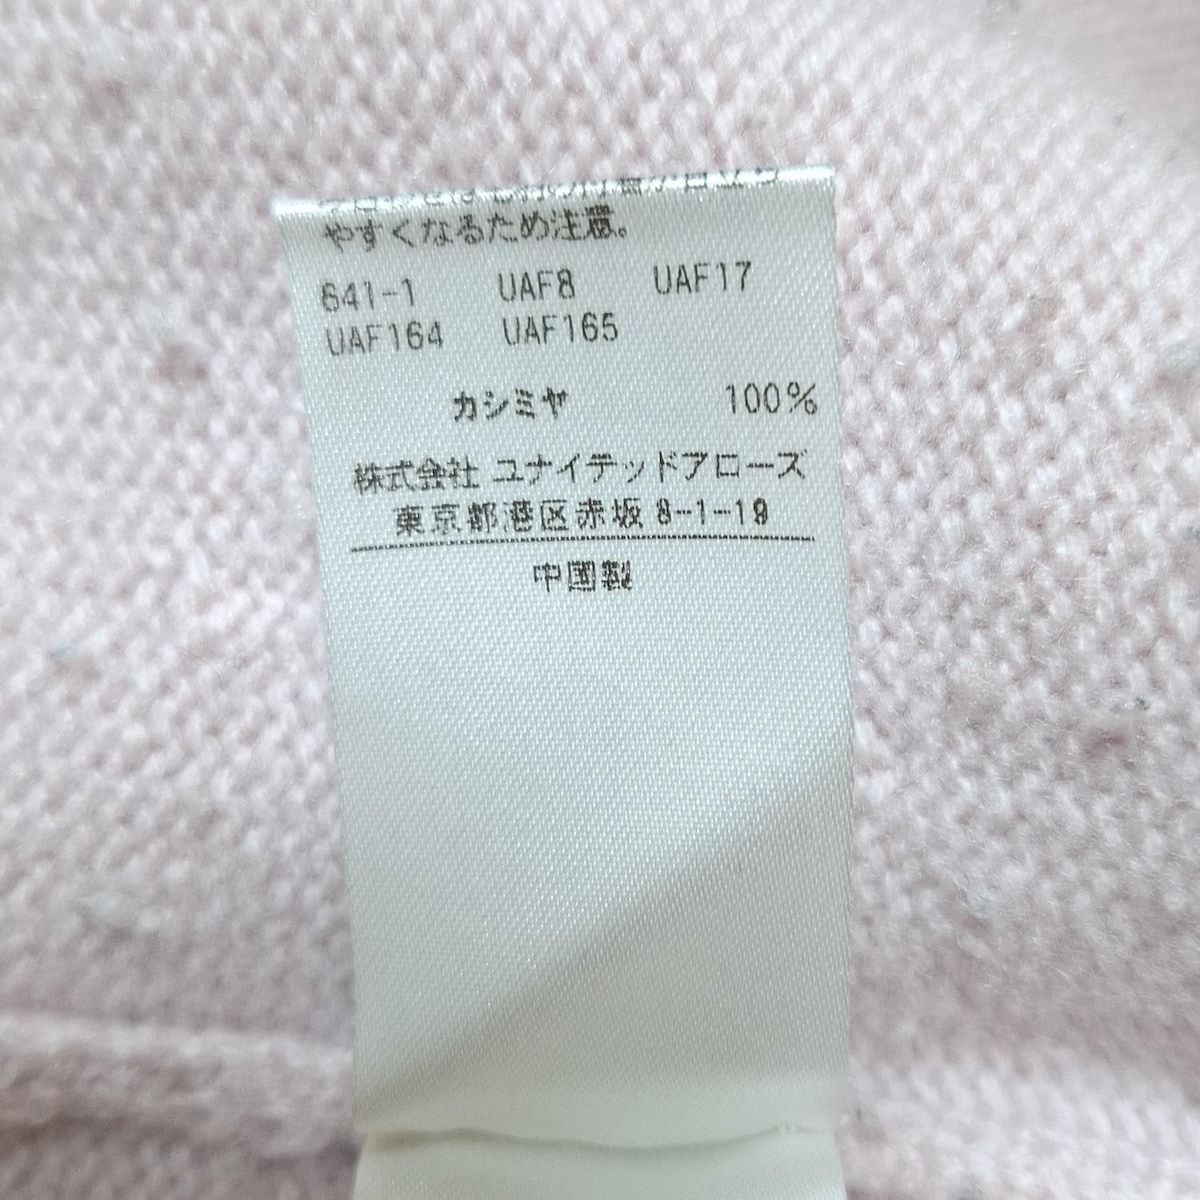 やすくなるため注意。
641-1 UAF8 UAF17
UAF164 UAF165
カシミヤ 100%
株式会社 ユナイテッドアローズ
東京都港区赤坂 8-1-19
中国製